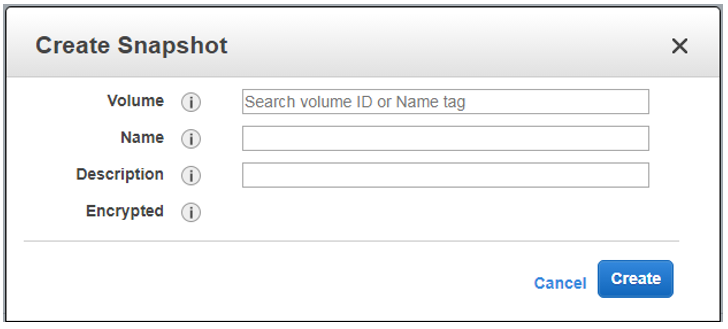 Create Snapshot
Volume Search volume ID or Name tag
Name
Description
Encrypted
Cancel Create